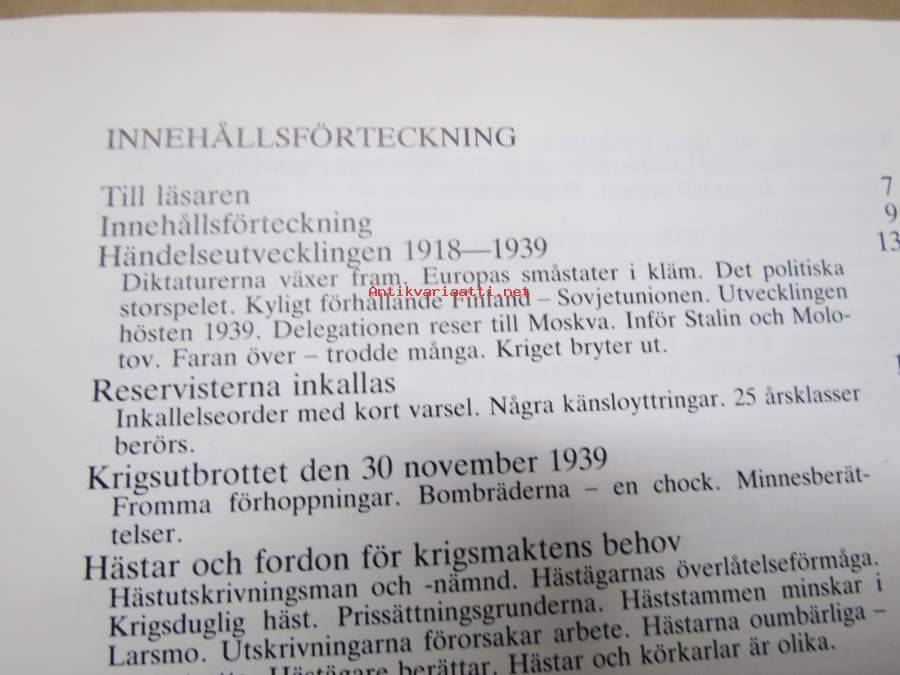 INNEHÅLLSFÖRTECKNING
Till läsaren 7
Innehållsförteckning 9
Händelseutvecklingen 1918—1939 13
Diktaturerna växer fram. Europas småstater i kläm. Det politiska
storspelet. Kyligt förhållande Finland – Sovjetunionen. Utvecklingen
Antikvariaatti.net
hösten 1939. Delegationen reser till Moskva. Inför Stalin och Molo-
tov. Faran över – trodde många. Kriget bryter ut.
Reservisterna inkallas
Inkallelseorder med kort varsel. Några känsloyttringar. 25 årsklasser
berörs.
Krigsutbrottet den 30 november 1939
Fromma förhoppningar. Bombräderna – en chock. Minnesberät-
telser.
Hästar och fordon för krigsmaktens behov
Hästutskrivningsman och -nämnd. Hästägarnas överlåtelseförmåga.
Krigsduglig häst. Prissättningsgrunderna. Häststammen minskar i
Larsmo. Utskrivningarna förorsakar arbete. Hästarna oumbärliga –
Hästägare berättar. Hästar och körkarlar är olika.